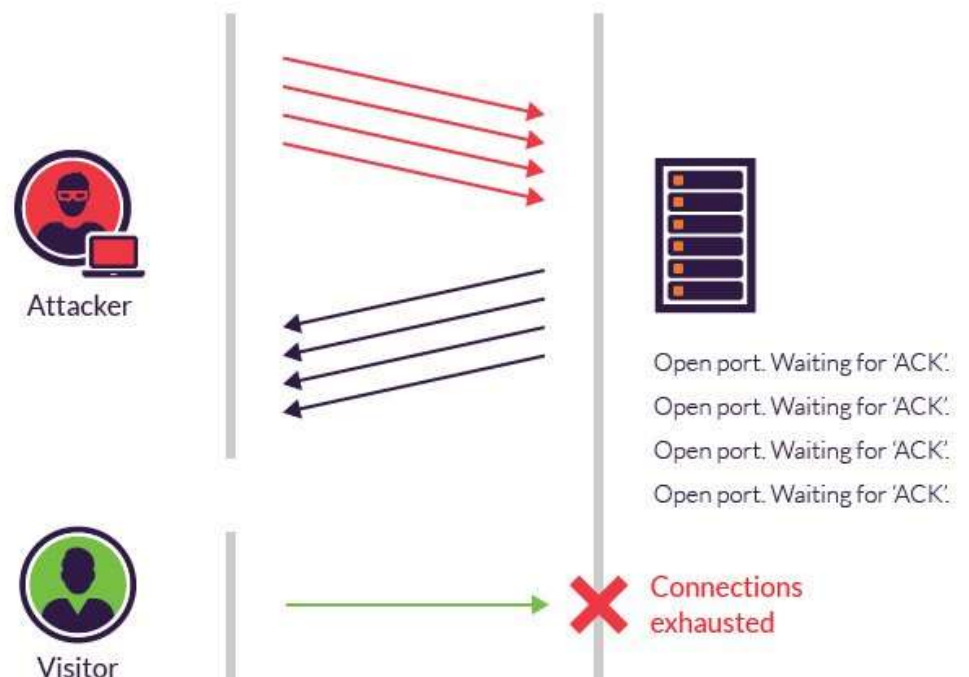 Attacker
Open port. Waiting for ‘ACK’.
Open port. Waiting for ‘ACK’.
Open port. Waiting for ‘ACK’.
Open port. Waiting for ‘ACK’.
Connections
exhausted
Visitor